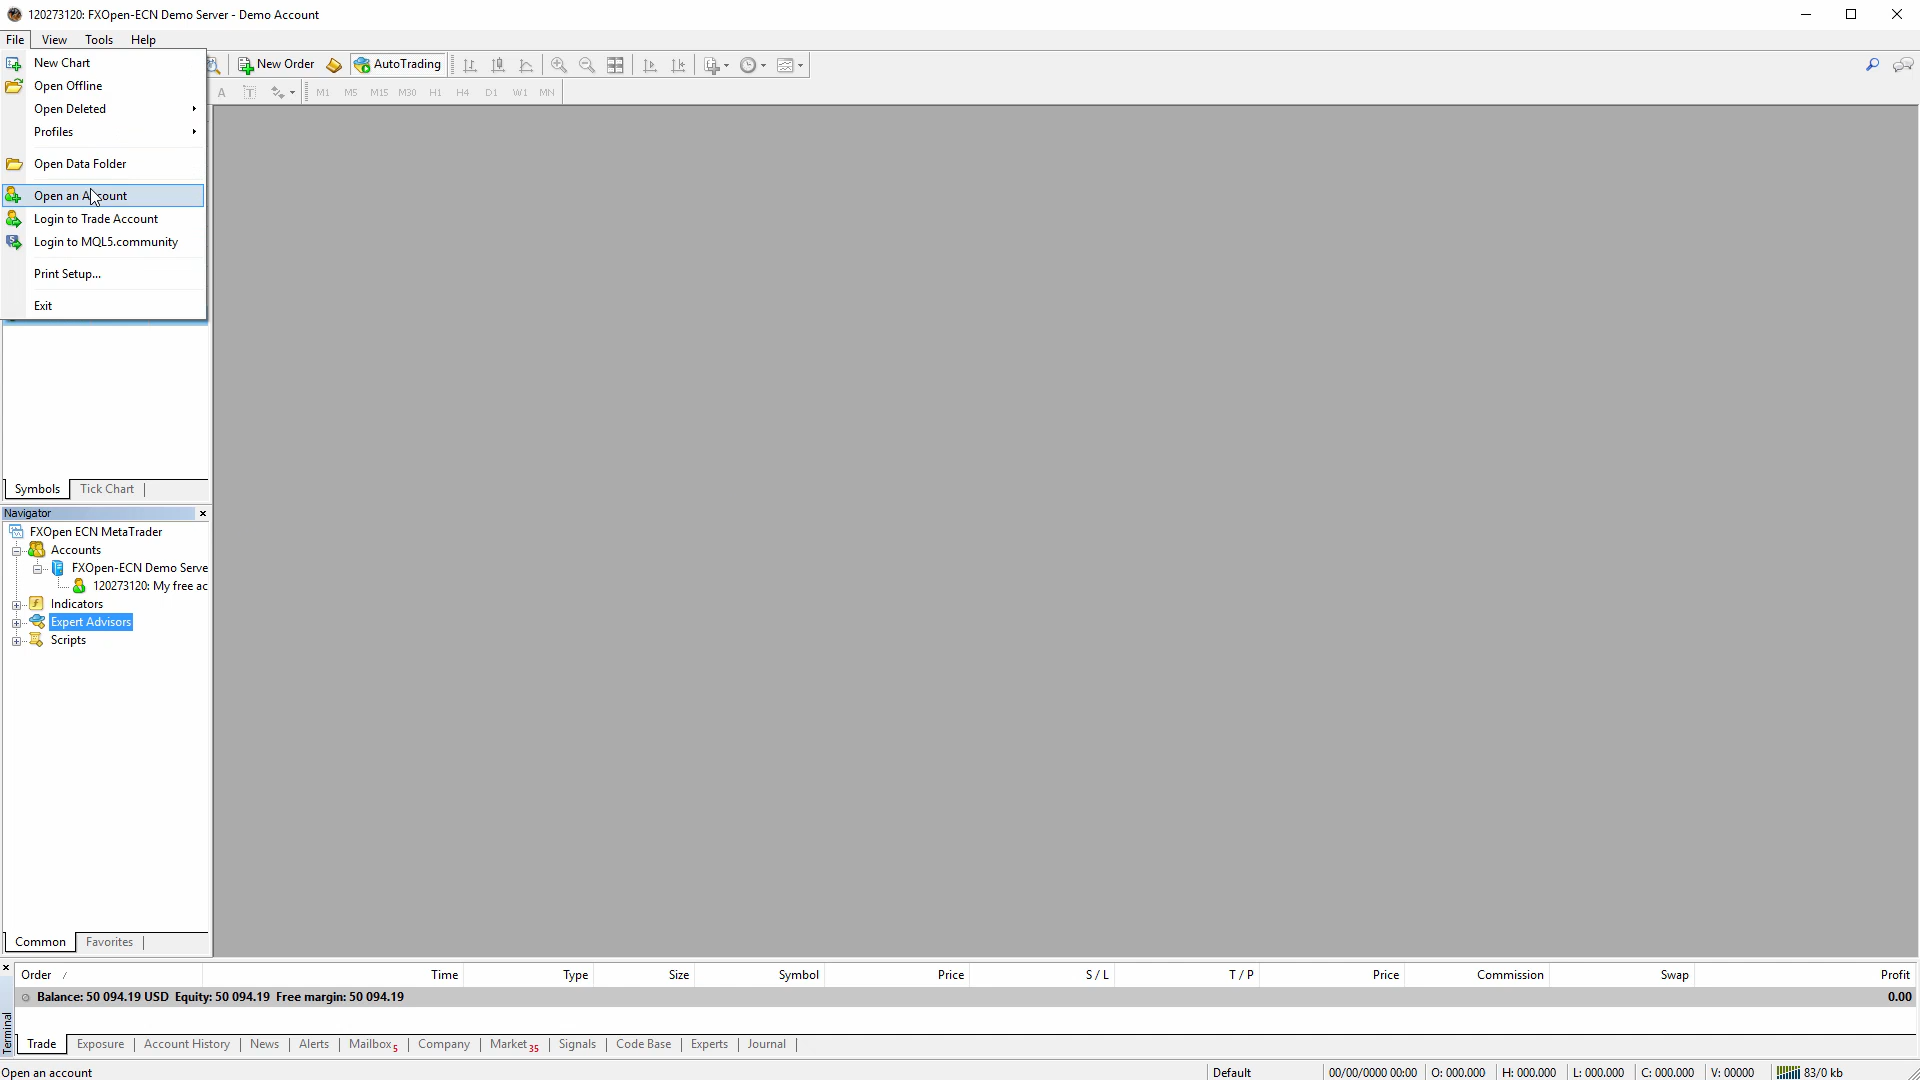 120273120: FXOpen-ECN Demo Server - Demo Account
File View Tools Help
New Chart
Open Offline
Open Deleted
Profiles
Open Data Folder
Open an Account
Login to Trade Account
Login to MQL5.community
Print Setup...
Exit
New Order AutoTrading
A T M1 M5 M15 M30 H1 H4 D1 W1 MN
Symbols Tick Chart
Navigator
FXOpen ECN MetaTrader
Accounts
FXOpen-ECN Demo Serve
120273120: My free ac
Indicators
Expert Advisors
Scripts
Common Favorites
Order / Time Type Size Symbol Price S / L T / P Price Commission Swap Profit
Balance: 50 094.19 USD Equity: 50 094.19 Free margin: 50 094.19 0.00
Terminal
Trade Exposure Account History News Alerts Mailbox 5 Company Market 35 Signals Code Base Experts Journal
Open an account Default 00/00/0000 00:00 O: 000.000 H: 000.000 L: 000.000 C: 000.000 V: 00000 83/0 kb